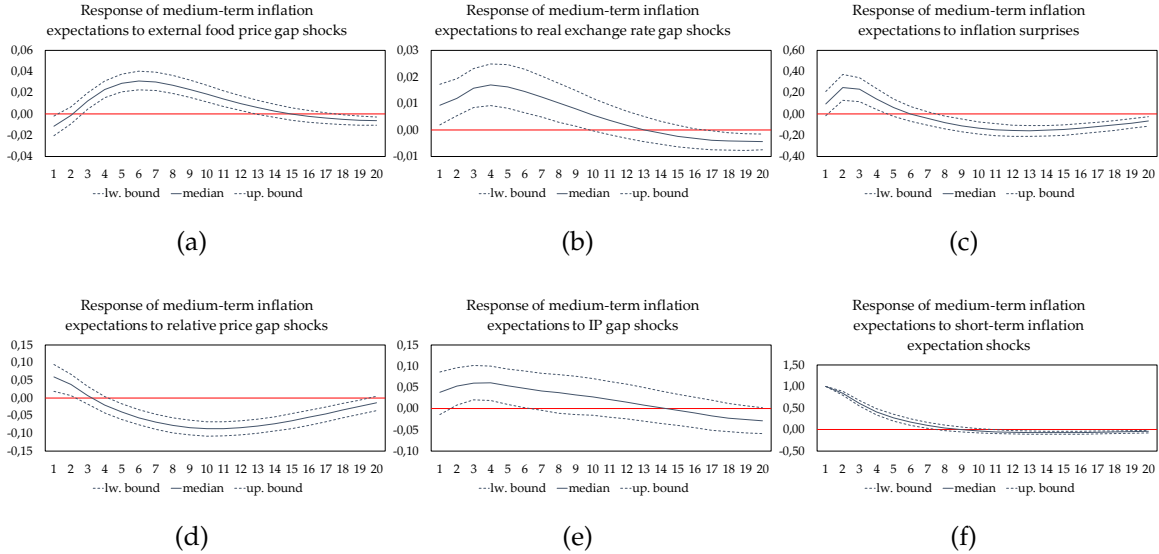 Response of medium-term inflation
expectations to external food price gap shocks
0,06
0,04
0,02
0,00
-0,02
-0,04
1 2 3 4 5 6 7 8 9 10 11 12 13 14 15 16 17 18 19 20
lw. bound median up. bound
(a)
Response of medium-term inflation
expectations to real exchange rate gap shocks
0,03
0,02
0,01
0,00
-0,01
1 2 3 4 5 6 7 8 9 10 11 12 13 14 15 16 17 18 19 20
lw. bound median up. bound
(b)
Response of medium-term inflation
expectations to inflation surprises
0,60
0,40
0,20
0,00
-0,20
-0,40
1 2 3 4 5 6 7 8 9 10 11 12 13 14 15 16 17 18 19 20
lw. bound median up. bound
(c)
Response of medium-term inflation
expectations to relative price gap shocks
0,15
0,10
0,05
0,00
-0,05
-0,10
-0,15
1 2 3 4 5 6 7 8 9 10 11 12 13 14 15 16 17 18 19 20
lw. bound median up. bound
(d)
Response of medium-term inflation
expectations to IP gap shocks
0,15
0,10
0,05
0,00
-0,05
-0,10
1 2 3 4 5 6 7 8 9 10 11 12 13 14 15 16 17 18 19 20
lw. bound median up. bound
(e)
Response of medium-term inflation
expectations to short-term inflation
expectation shocks
1,50
1,00
0,50
0,00
-0,50
1 2 3 4 5 6 7 8 9 10 11 12 13 14 15 16 17 18 19 20
lw. bound median up. bound
(f)